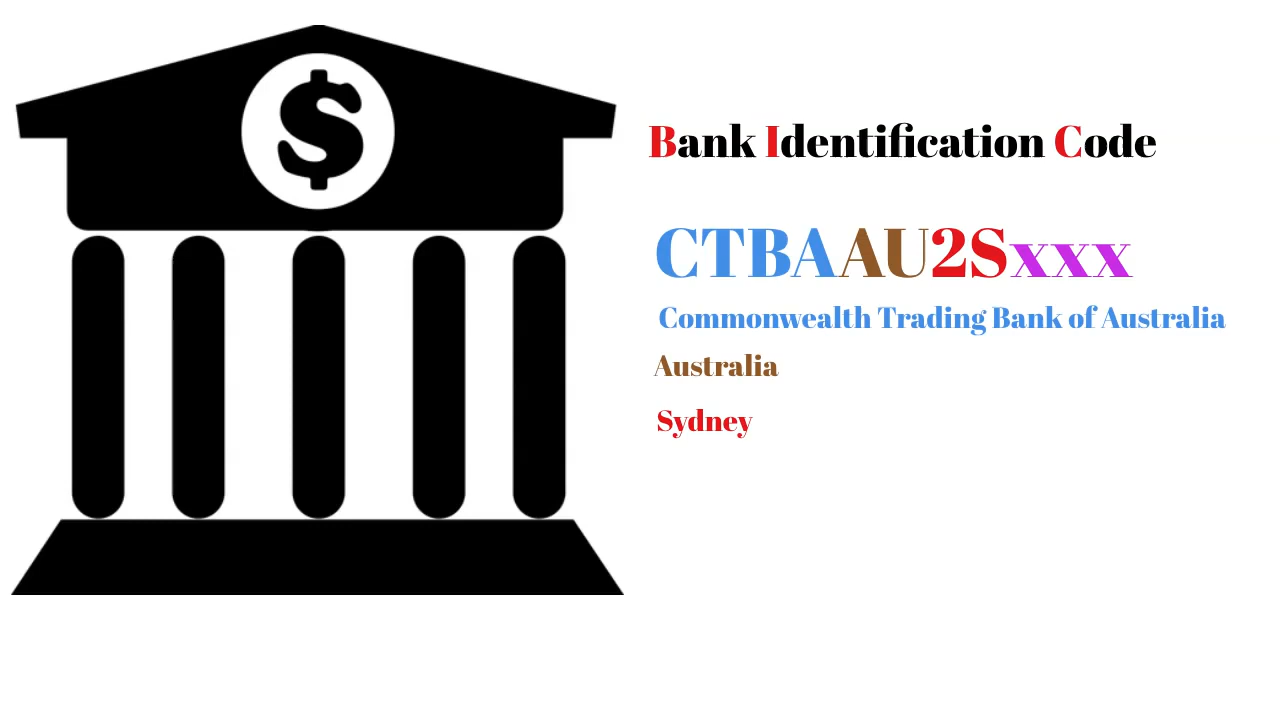 $
Bank Identification Code
CTBAAU2Sxxx
Commonwealth Trading Bank of Australia
Australia
Sydney